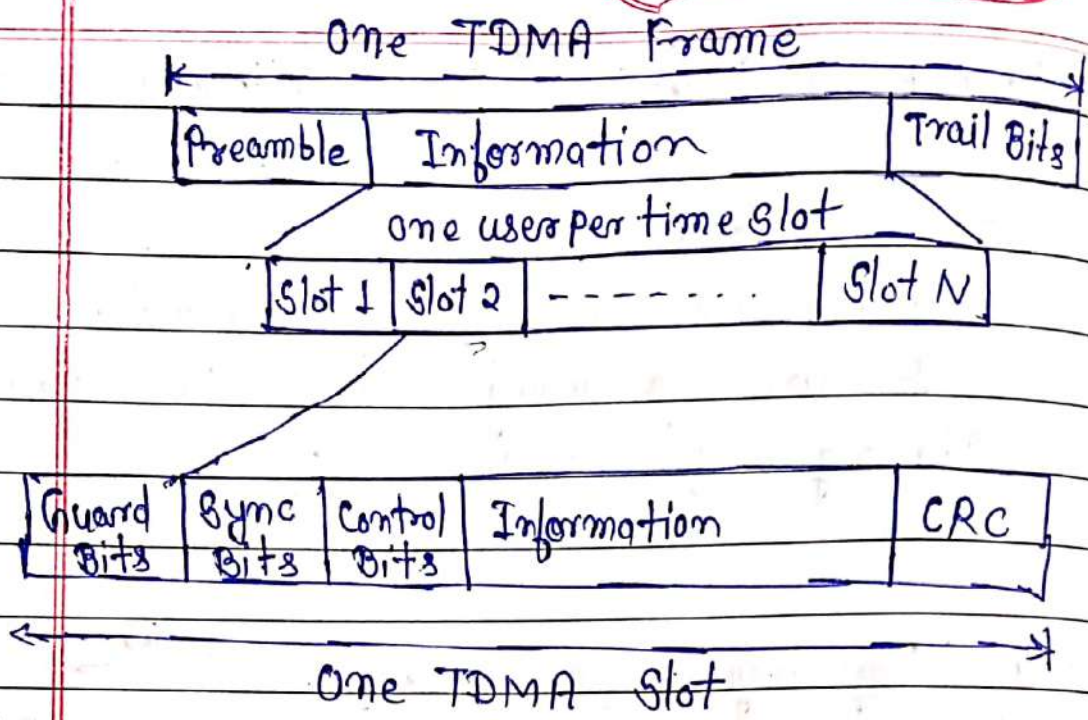 One TDMA Frame
Preamble Information Trail Bits
one user per time slot
Slot 1 Slot 2 -------... Slot N
Guard Bits Sync Bits Control Bits Information CRC
One TDMA Slot